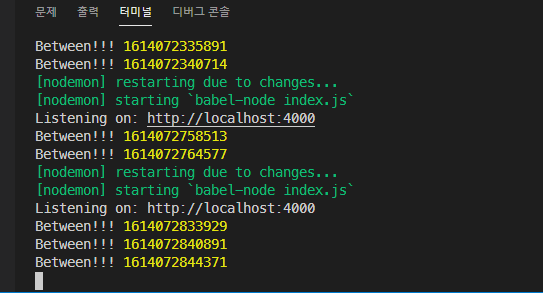 문제 출력 터미널 디버그 콘솔
Between!!! 1614072335891
Between!!! 1614072340714
[nodemon] restarting due to changes...
[nodemon] starting `babel-node index.js`
Listening on: http://localhost:4000
Between!!! 1614072758513
Between!!! 1614072764577
[nodemon] restarting due to changes...
[nodemon] starting `babel-node index.js`
Listening on: http://localhost:4000
Between!!! 1614072833929
Between!!! 1614072840891
Between!!! 1614072844371